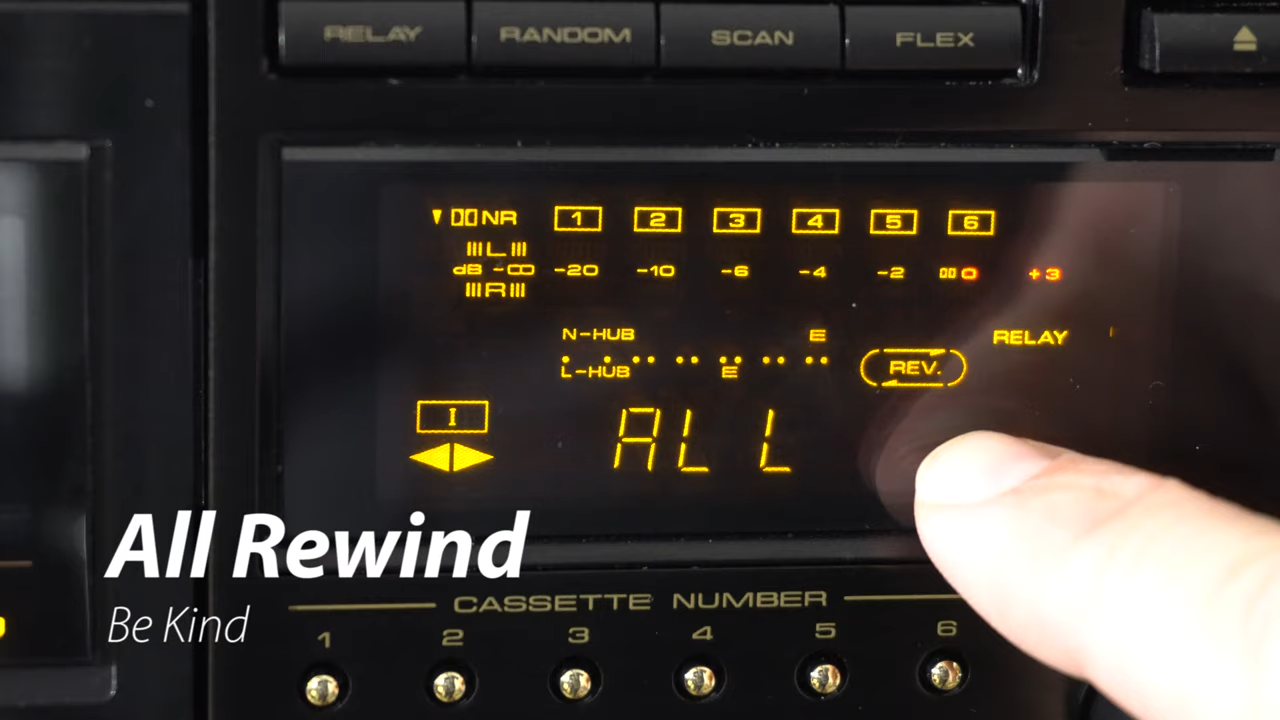 RELAY RANDOM SCAN FLEX
NR 1 2 3 4 5 6
L
dB -∞ -20 -10 -6 -4 -2 0 +3
R
N-HUB E RELAY
L-HUB E REV.
I ALL
All Rewind
Be Kind
CASSETTE NUMBER
1 2 3 4 5 6